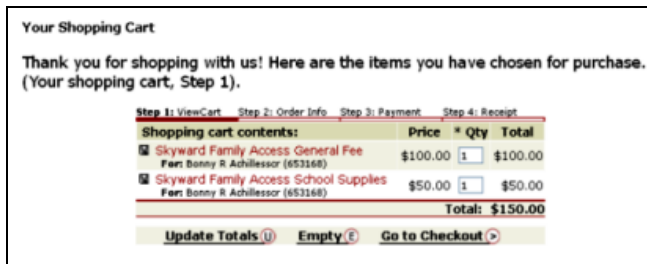 Your Shopping Cart
Thank you for shopping with us! Here are the items you have chosen for purchase.
(Your shopping cart, Step 1).
Step 1: ViewCart Step 2: Order Info Step 3: Payment Step 4: Receipt
Shopping cart contents: Price * Qty Total
Skyward Family Access General Fee
For: Bonny R Achillessor (653168)
$100.00 1 $100.00
Skyward Family Access School Supplies
For: Bonny R Achillessor (653168)
$50.00 1 $50.00
Total: $150.00
Update Totals U Empty E Go to Checkout >